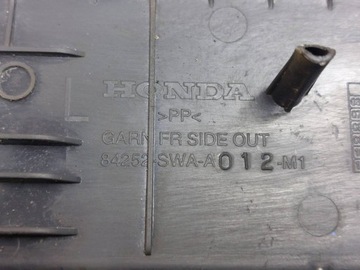 HONDA
L
>PP<
GARN FR SIDE OUT
84252-SWA-A012-M1